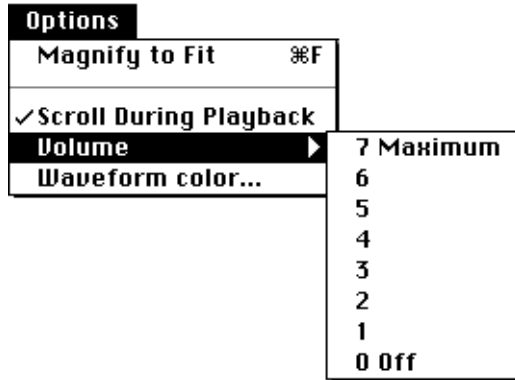 Options
Magnify to Fit ⌘F
✓Scroll During Playback
Volume ▶
Waveform color...
7 Maximum
6
5
4
3
2
1
0 Off